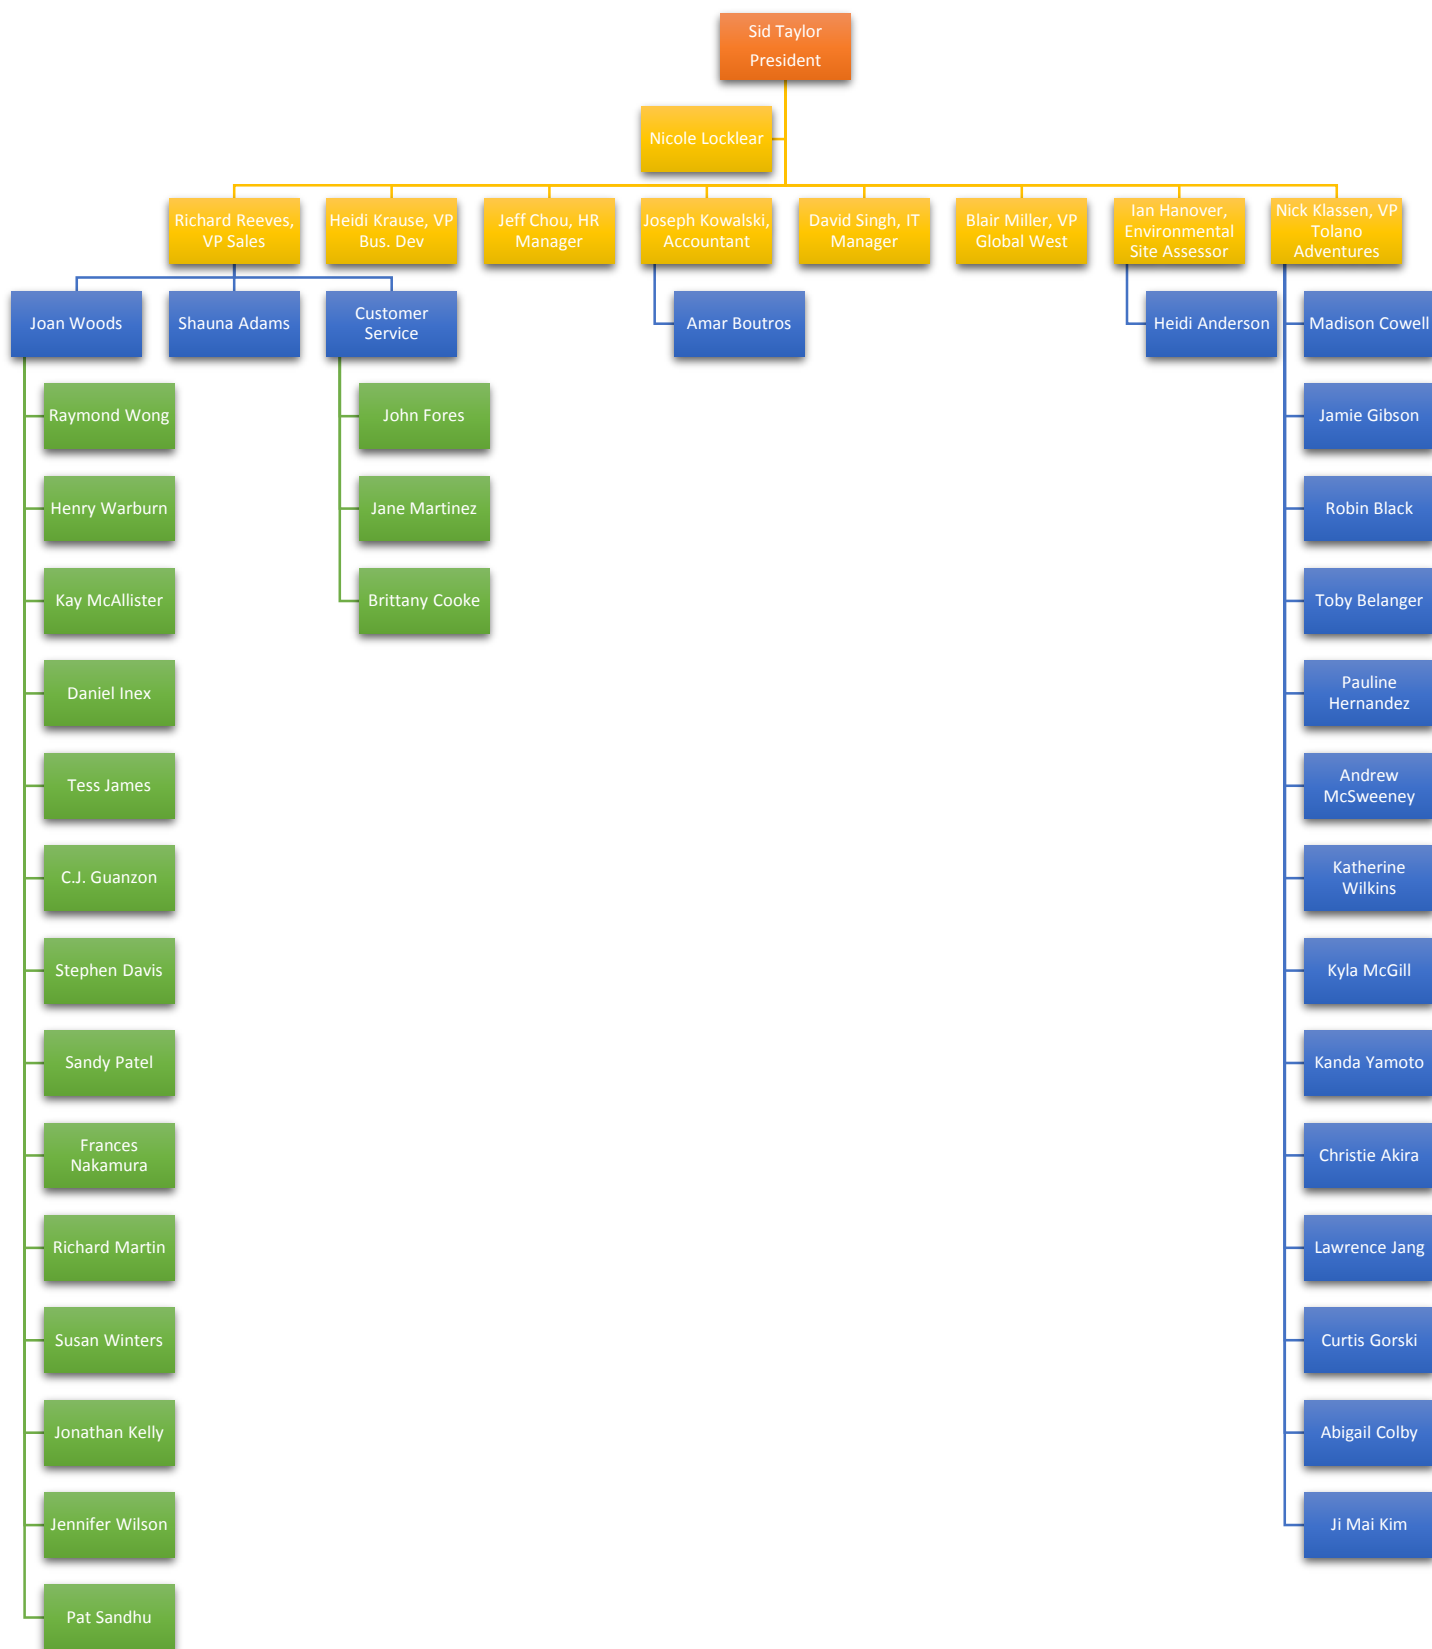 Sid Taylor
President
Nicole Locklear
Richard Reeves,
VP Sales
Heidi Krause, VP
Bus. Dev
Jeff Chou, HR
Manager
Joseph Kowalski,
Accountant
David Singh, IT
Manager
Blair Miller, VP
Global West
Ian Hanover,
Environmental
Site Assessor
Nick Klassen, VP
Tolano
Adventures
Joan Woods
Shauna Adams
Customer
Service
Amar Boutros
Heidi Anderson
Madison Cowell
Raymond Wong
John Fores
Jamie Gibson
Henry Warburn
Jane Martinez
Robin Black
Kay McAllister
Brittany Cooke
Toby Belanger
Daniel Inex
Pauline
Hernandez
Tess James
Andrew
McSweeney
C.J. Guanzon
Katherine
Wilkins
Stephen Davis
Kyla McGill
Sandy Patel
Kanda Yamoto
Frances
Nakamura
Christie Akira
Richard Martin
Lawrence Jang
Susan Winters
Curtis Gorski
Jonathan Kelly
Abigail Colby
Jennifer Wilson
Ji Mai Kim
Pat Sandhu